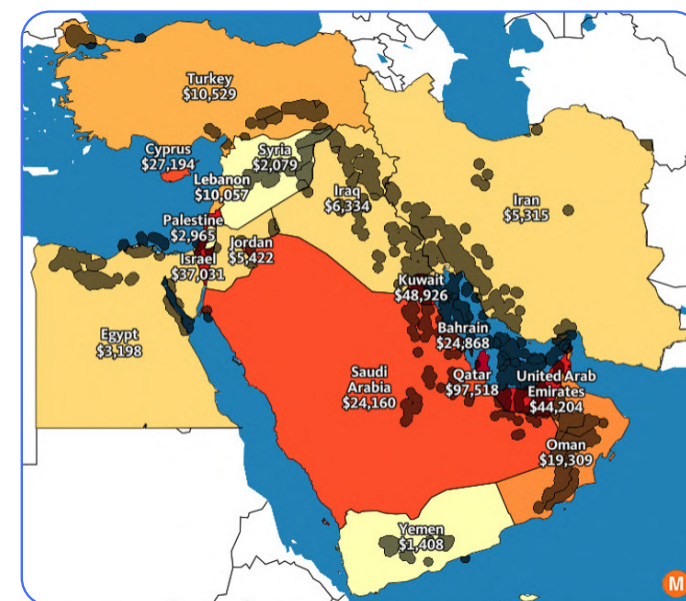 Turkey
$10,529
Cyprus
$27,194
Syria
$2,079
Lebanon
$10,057
Iraq
$6,334
Iran
$5,315
Palestine
$2,965
Jordan
$5,422
Israel
$37,031
Kuwait
$48,926
Egypt
$3,198
Bahrain
$24,868
Saudi
Arabia
$24,160
Qatar
$97,518
United Arab
Emirates
$44,204
Oman
$19,309
Yemen
$1,408
M